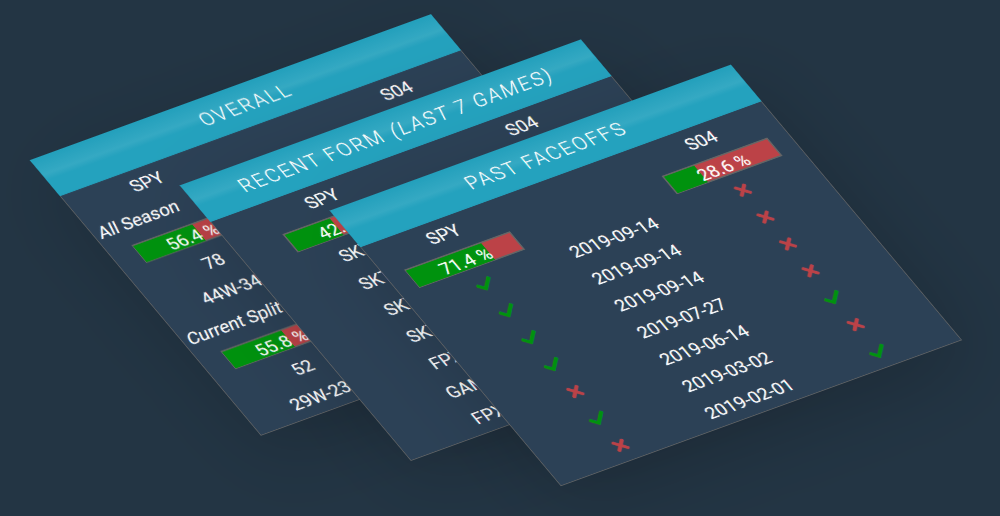 OVERALL
SPY S04
All Season
56.4 %
78
44W-34
Current Split
55.8 %
52
29W-23
RECENT FORM (LAST 7 GAMES)
SPY S04
42.
SK
SK
SK
SK
FP
GAM
FPX
PAST FACEOFFS
SPY S04
71.4 % 28.6 %
2019-09-14
2019-09-14
2019-09-14
2019-07-27
2019-06-14
2019-03-02
2019-02-01